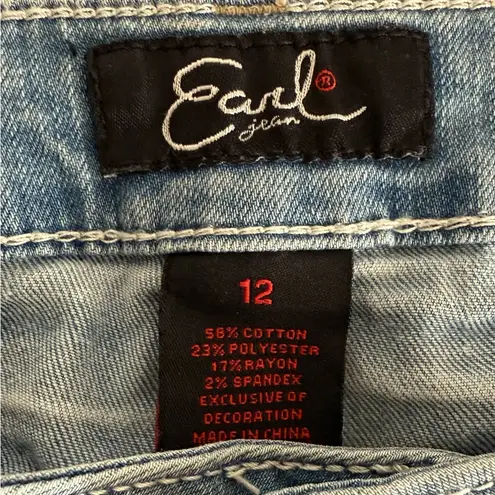 Earl®
jean
12
58% COTTON
23% POLYESTER
17% RAYON
2% SPANDEX
EXCLUSIVE OF
DECORATION
MADE IN CHINA